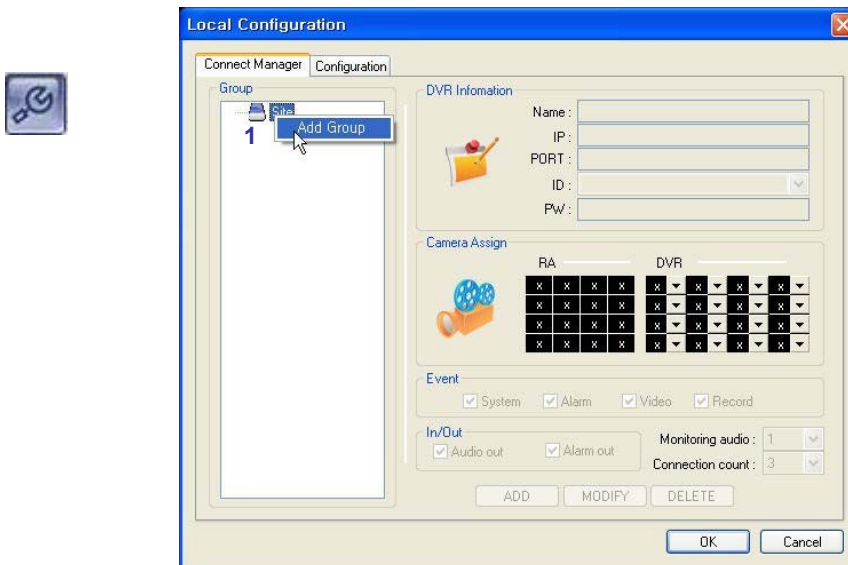 Local Configuration
Connect Manager
Configuration
Group
Site
Add Group
1
DVR Infomation
Name :
IP :
PORT :
ID :
PW :
Camera Assign
RA
DVR
x x x x x x x x
x x x x x x x x
x x x x x x x x
x x x x x x x x
Event
System Alarm Video Record
In/Out
Audio out Alarm out
Monitoring audio : 1
Connection count : 3
ADD MODIFY DELETE
OK Cancel